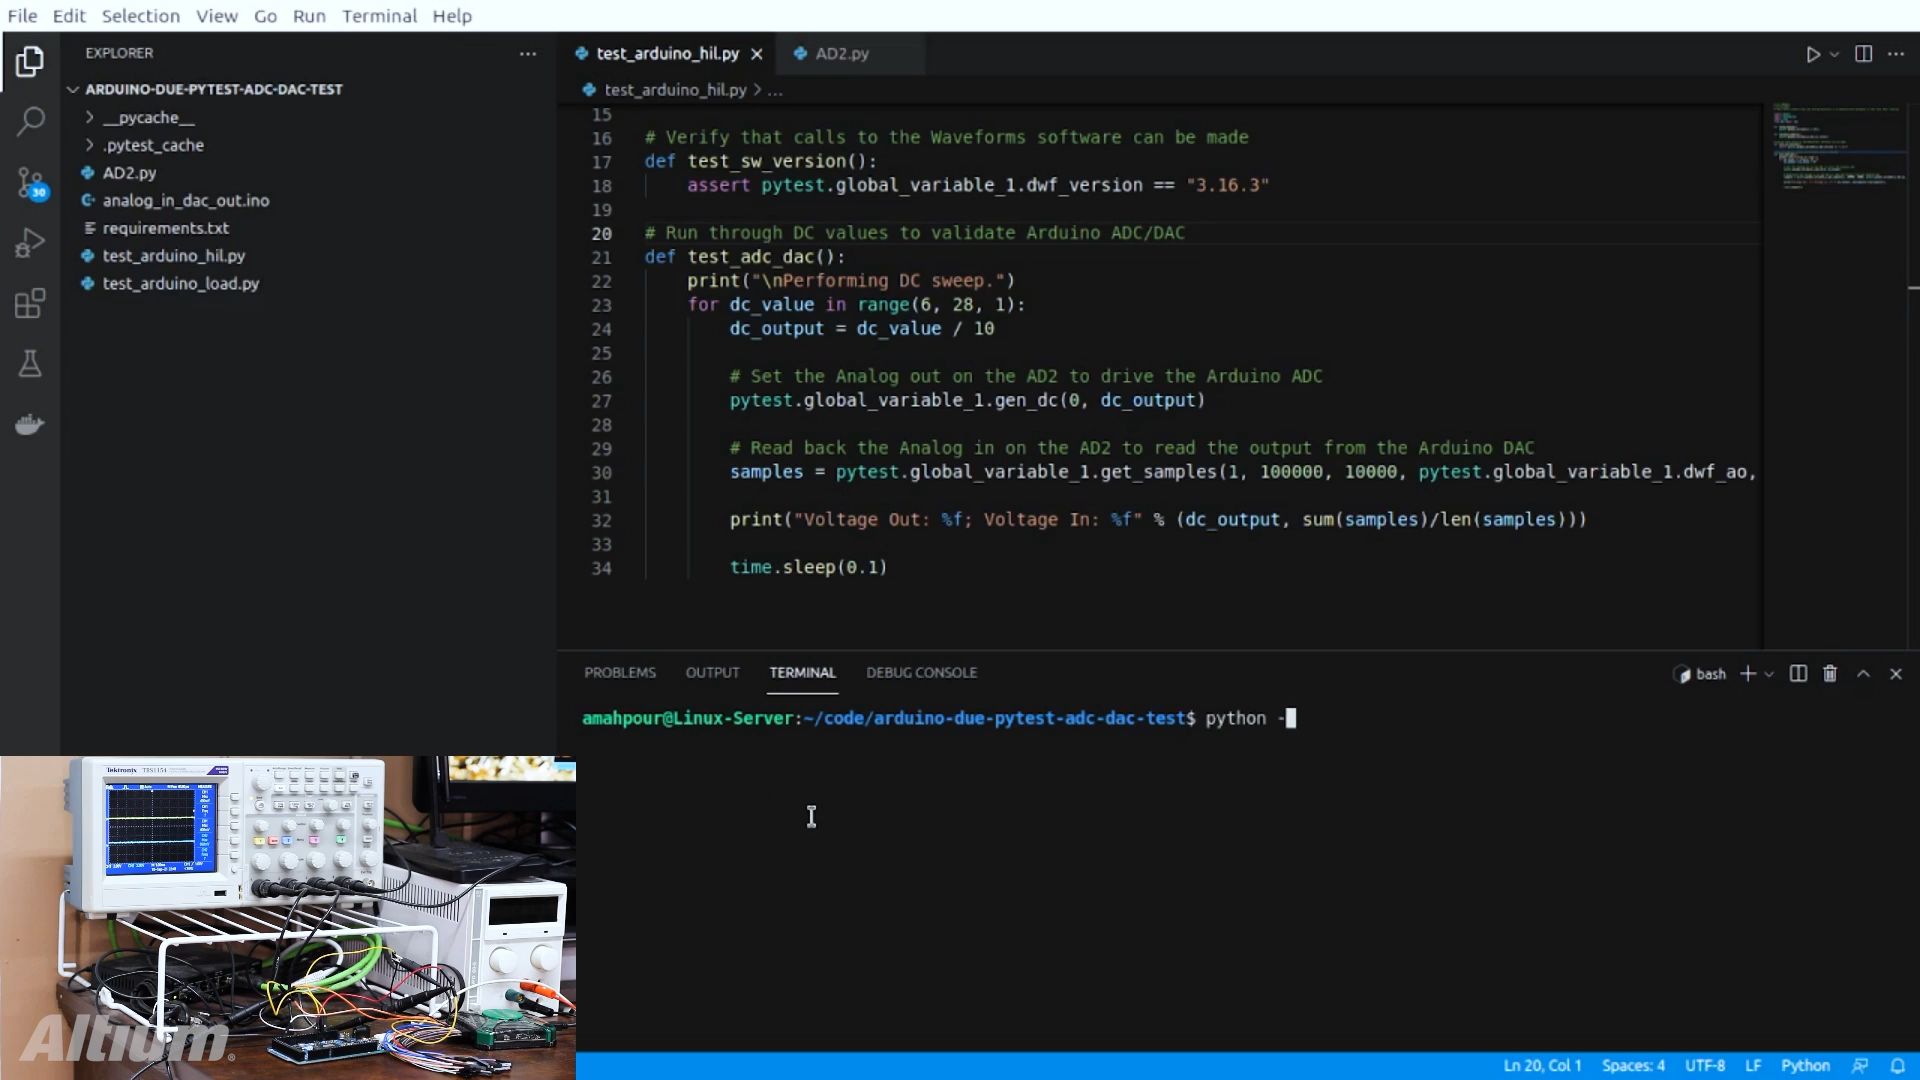 File Edit Selection View Go Run Terminal Help
EXPLORER
test_arduino_hil.py
AD2.py
ARDUINO-DUE-PYTEST-ADC-DAC-TEST
test_arduino_hil.py > ...
__pycache__
.pytest_cache
AD2.py
analog_in_dac_out.ino
requirements.txt
test_arduino_hil.py
test_arduino_load.py
30
15
16 # Verify that calls to the Waveforms software can be made
17 def test_sw_version():
18 assert pytest.global_variable_1.dwf_version == "3.16.3"
19
20 # Run through DC values to validate Arduino ADC/DAC
21 def test_adc_dac():
22 print("\nPerforming DC sweep.")
23 for dc_value in range(6, 28, 1):
24 dc_output = dc_value / 10
25
26 # Set the Analog out on the AD2 to drive the Arduino ADC
27 pytest.global_variable_1.gen_dc(0, dc_output)
28
29 # Read back the Analog in on the AD2 to read the output from the Arduino DAC
30 samples = pytest.global_variable_1.get_samples(1, 100000, 10000, pytest.global_variable_1.dwf_ao,
31
32 print("Voltage Out: %f; Voltage In: %f" % (dc_output, sum(samples)/len(samples)))
33
34 time.sleep(0.1)
PROBLEMS OUTPUT TERMINAL DEBUG CONSOLE
bash
amahpour@Linux-Server:~/code/arduino-due-pytest-adc-dac-test$ python -
Tektronix
Altium®
Ln 20, Col 1 Spaces: 4 UTF-8 LF Python